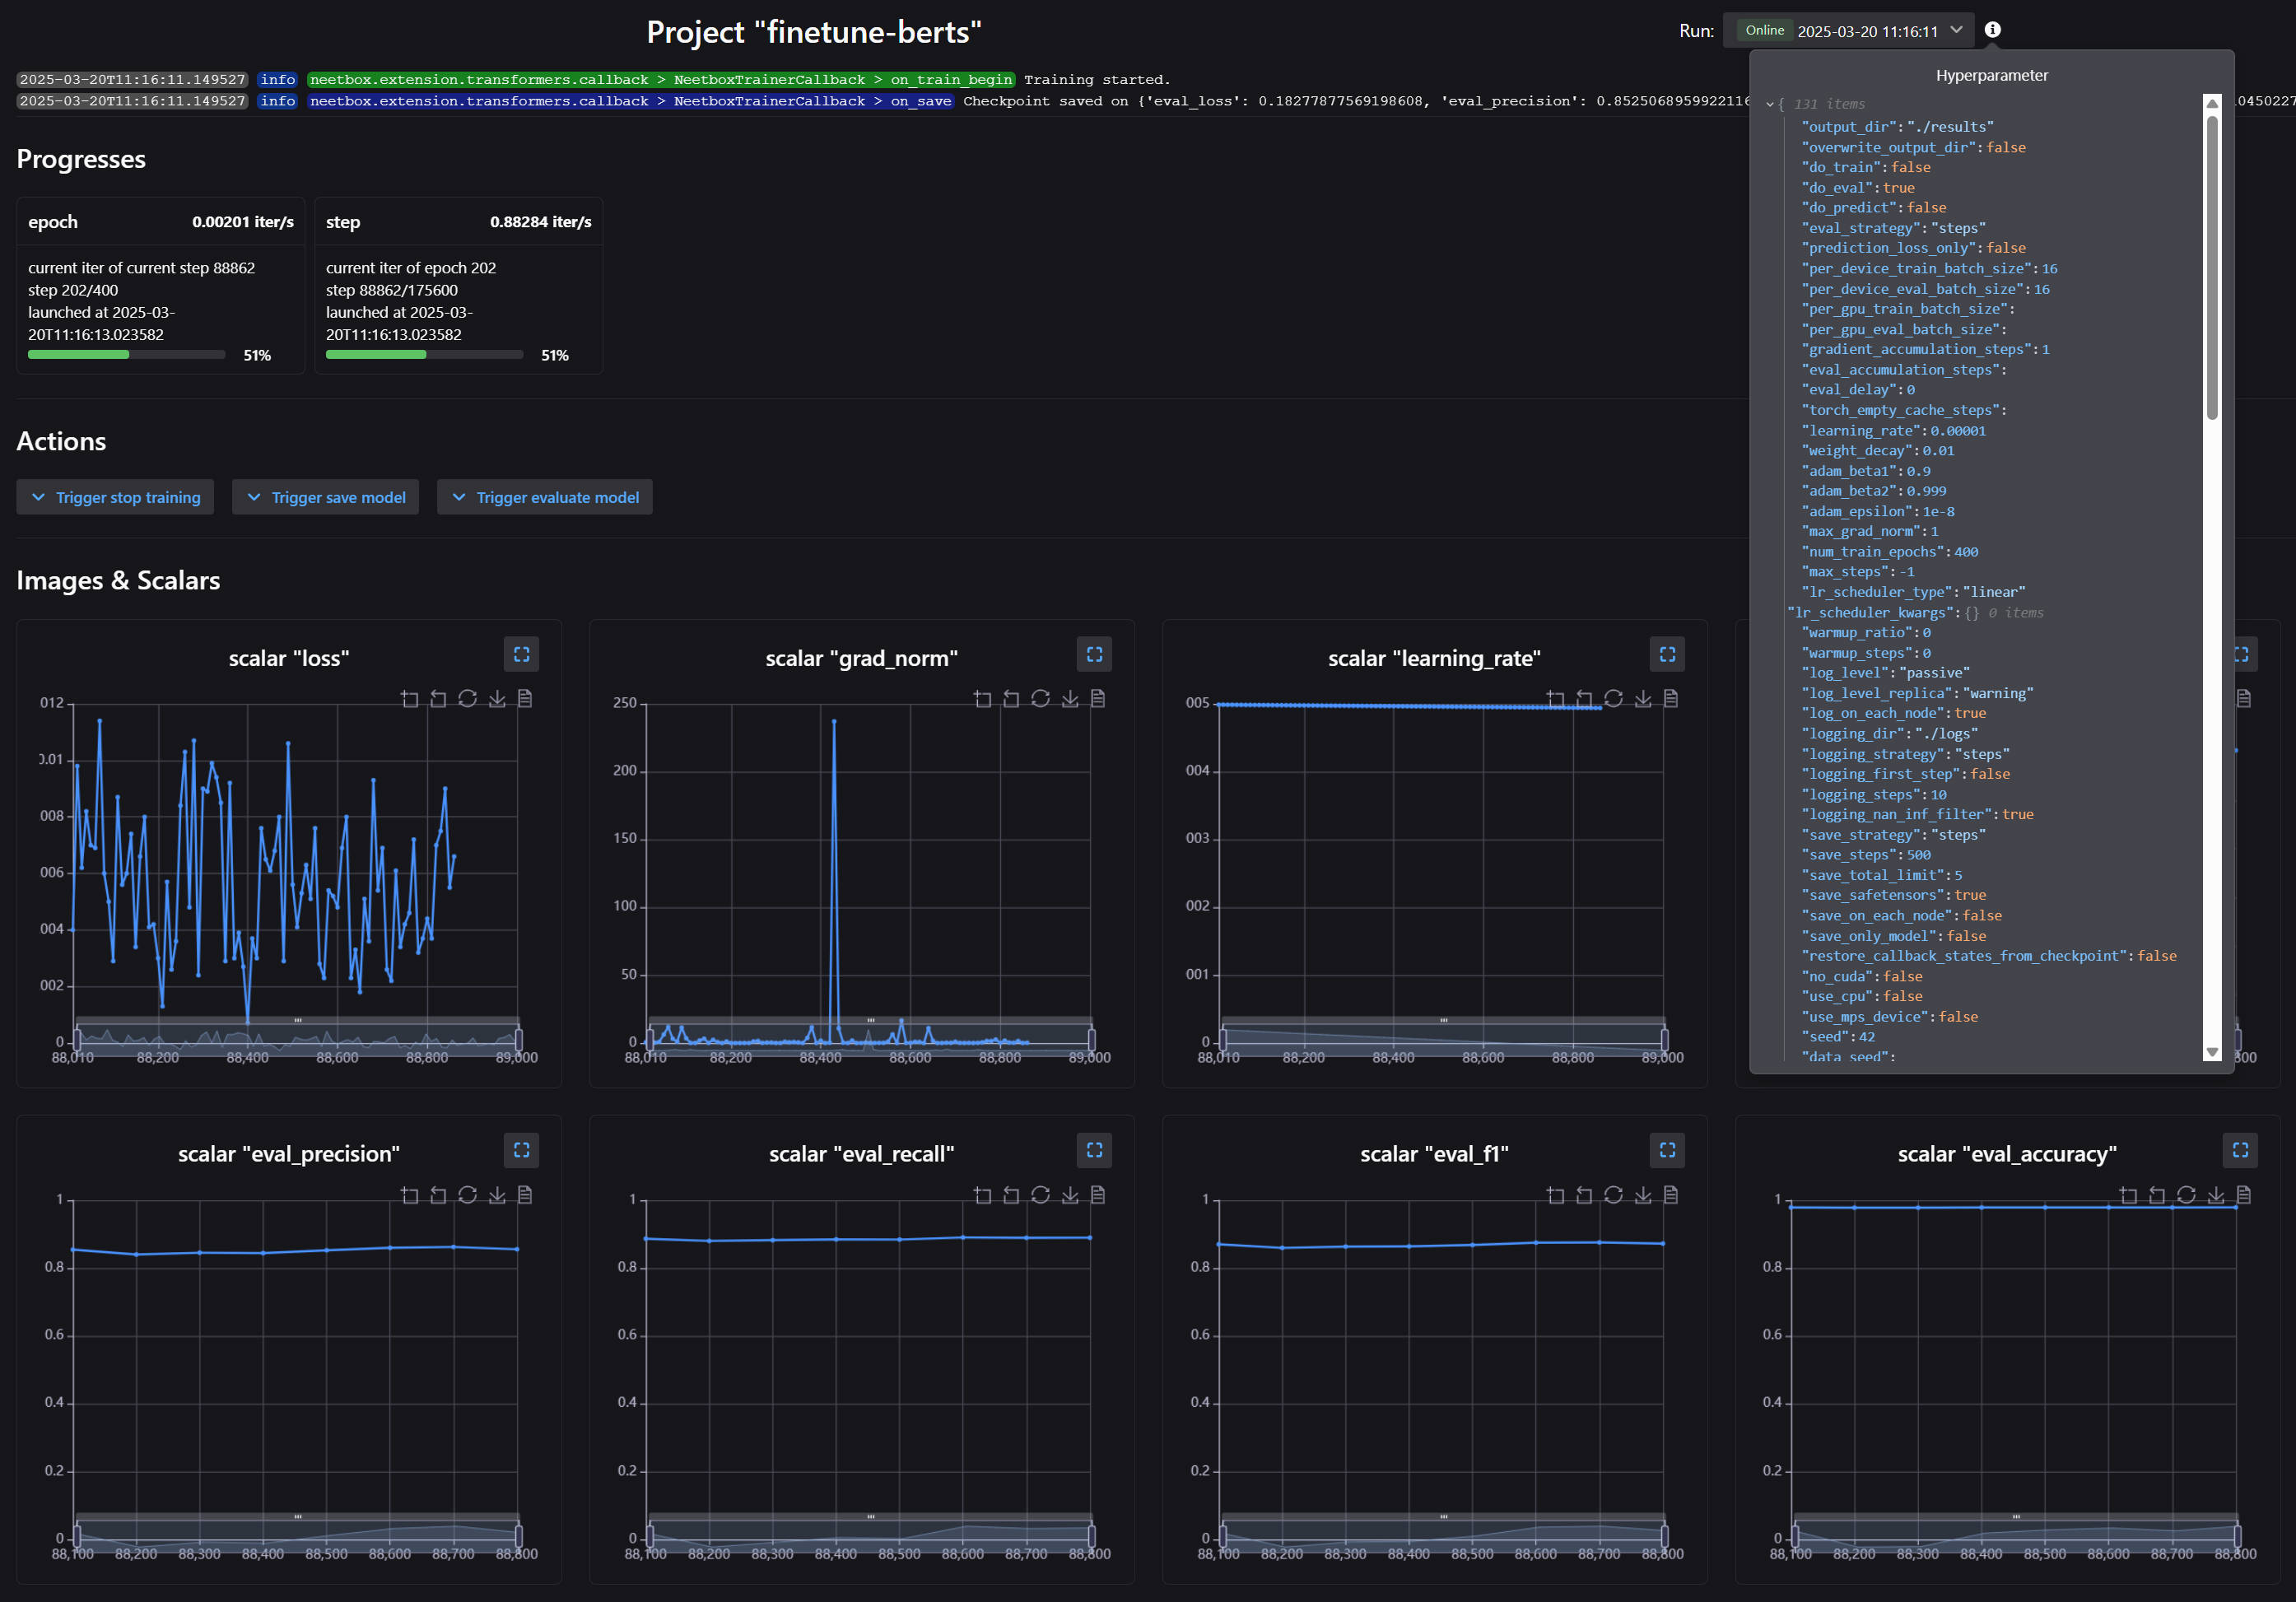 Project "finetune-berts"
Run: Online 2025-03-20 11:16:11
2025-03-20T11:16:11.149527 info neetbox.extension.transformers.callback > NeetboxTrainerCallback > on_train_begin Training started.
2025-03-20T11:16:11.149527 info neetbox.extension.transformers.callback > NeetboxTrainerCallback > on_save Checkpoint saved on {'eval_loss': 0.18277877569198608, 'eval_precision': 0.8525068959922116
Hyperparameter
{ 131 items
"output_dir":"./results"
"overwrite_output_dir":false
"do_train":false
"do_eval":true
"do_predict":false
"eval_strategy":"steps"
"prediction_loss_only":false
"per_device_train_batch_size":16
"per_device_eval_batch_size":16
"per_gpu_train_batch_size":
"per_gpu_eval_batch_size":
"gradient_accumulation_steps":1
"eval_accumulation_steps":
"eval_delay":0
"torch_empty_cache_steps":
"learning_rate":0.00001
"weight_decay":0.01
"adam_beta1":0.9
"adam_beta2":0.999
"adam_epsilon":1e-8
"max_grad_norm":1
"num_train_epochs":400
"max_steps":-1
"lr_scheduler_type":"linear"
"lr_scheduler_kwargs":{} 0 items
"warmup_ratio":0
"warmup_steps":0
"log_level":"passive"
"log_level_replica":"warning"
"log_on_each_node":true
"logging_dir":"./logs"
"logging_strategy":"steps"
"logging_first_step":false
"logging_steps":10
"logging_nan_inf_filter":true
"save_strategy":"steps"
"save_steps":500
"save_total_limit":5
"save_safetensors":true
"save_on_each_node":false
"save_only_model":false
"restore_callback_states_from_checkpoint":false
"no_cuda":false
"use_cpu":false
"use_mps_device":false
"seed":42
"data_seed":
Progresses
epoch 0.00201 iter/s
current iter of current step 88862
step 202/400
launched at 2025-03-
20T11:16:13.023582
51%
step 0.88284 iter/s
current iter of epoch 202
step 88862/175600
launched at 2025-03-
20T11:16:13.023582
51%
Actions
Trigger stop training
Trigger save model
Trigger evaluate model
Images & Scalars
scalar "loss"
012
0.01
008
006
004
002
0
88,010 88,200 88,400 88,600 88,800 89,000
scalar "grad_norm"
250
200
150
100
50
0
88,010 88,200 88,400 88,600 88,800 89,000
scalar "learning_rate"
005
004
003
002
001
0
88,010 88,200 88,400 88,600 88,800 89,000
scalar "eval_precision"
1
0.8
0.6
0.4
0.2
0
88,100 88,200 88,300 88,400 88,500 88,600 88,700 88,800
scalar "eval_recall"
1
0.8
0.6
0.4
0.2
0
88,100 88,200 88,300 88,400 88,500 88,600 88,700 88,800
scalar "eval_f1"
1
0.8
0.6
0.4
0.2
0
88,100 88,200 88,300 88,400 88,500 88,600 88,700 88,800
scalar "eval_accuracy"
1
0.8
0.6
0.4
0.2
0
88,100 88,200 88,300 88,400 88,500 88,600 88,700 88,800